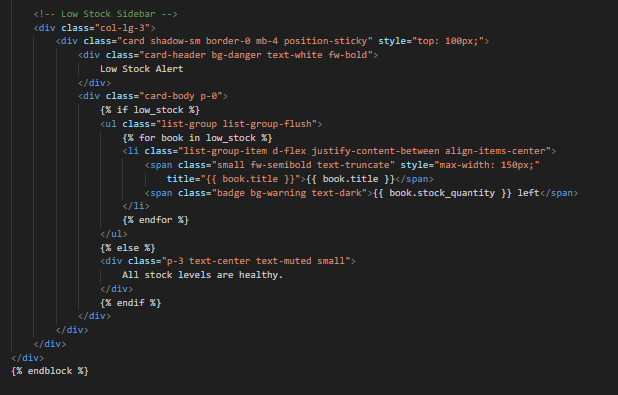 <!-- Low Stock Sidebar -->
<div class="col-lg-3">
<div class="card shadow-sm border-0 mb-4 position-sticky" style="top: 100px;">
<div class="card-header bg-danger text-white fw-bold">
Low Stock Alert
</div>
<div class="card-body p-0">
{% if low_stock %}
<ul class="list-group list-group-flush">
{% for book in low_stock %}
<li class="list-group-item d-flex justify-content-between align-items-center">
<span class="small fw-semibold text-truncate" style="max-width: 150px;"
title="{{ book.title }}">{{ book.title }}</span>
<span class="badge bg-warning text-dark">{{ book.stock_quantity }} left</span>
</li>
{% endfor %}
</ul>
{% else %}
<div class="p-3 text-center text-muted small">
All stock levels are healthy.
</div>
{% endif %}
</div>
</div>
</div>
</div>
{% endblock %}